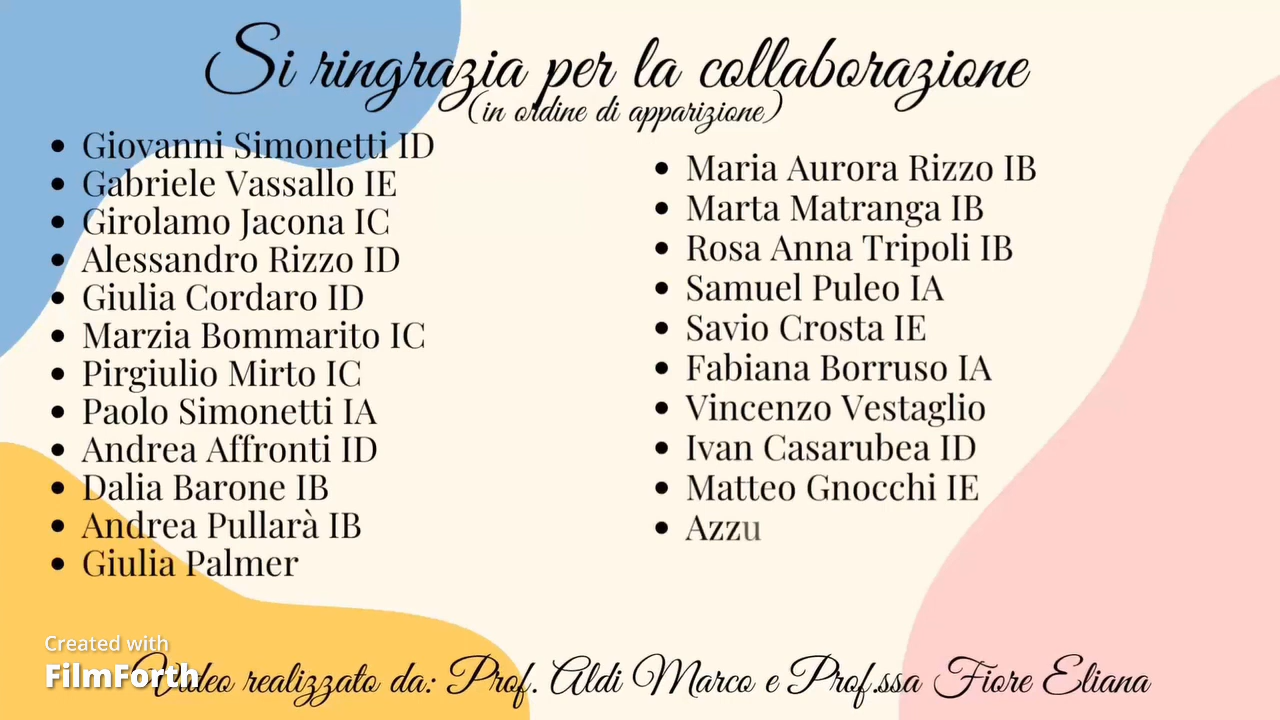 Si ringrazia per la collaborazione
(in ordine di apparizione)
Giovanni Simonetti ID
Gabriele Vassallo IE
Girolamo Jacona IC
Alessandro Rizzo ID
Giulia Cordaro ID
Marzia Bommarito IC
Pirgiulio Mirto IC
Paolo Simonetti IA
Andrea Affronti ID
Dalia Barone IB
Andrea Pullarà IB
Giulia Palmer
Maria Aurora Rizzo IB
Marta Matranga IB
Rosa Anna Tripoli IB
Samuel Puleo IA
Savio Crosta IE
Fabiana Borruso IA
Vincenzo Vestaglio
Ivan Casarubea ID
Matteo Gnocchi IE
Azzu
Created with
FilmForth
Video realizzato da: Prof. Aldi Marco e Prof.ssa Fiore Eliana